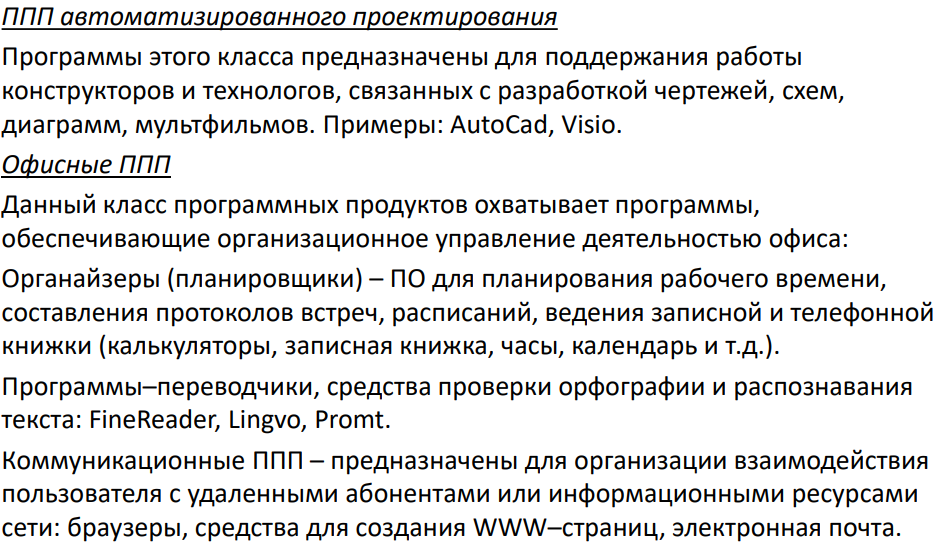 ППП автоматизированного проектирования
Программы этого класса предназначены для поддержания работы
конструкторов и технологов, связанных с разработкой чертежей, схем,
диаграмм, мультфильмов. Примеры: AutoCad, Visio.
Офисные ППП
Данный класс программных продуктов охватывает программы,
обеспечивающие организационное управление деятельностью офиса:
Органайзеры (планировщики) – ПО для планирования рабочего времени,
составления протоколов встреч, расписаний, ведения записной и телефонной
книжки (калькуляторы, записная книжка, часы, календарь и т.д.).
Программы–переводчики, средства проверки орфографии и распознавания
текста: FineReader, Lingvo, Promt.
Коммуникационные ППП – предназначены для организации взаимодействия
пользователя с удаленными абонентами или информационными ресурсами
сети: браузеры, средства для создания WWW–страниц, электронная почта.